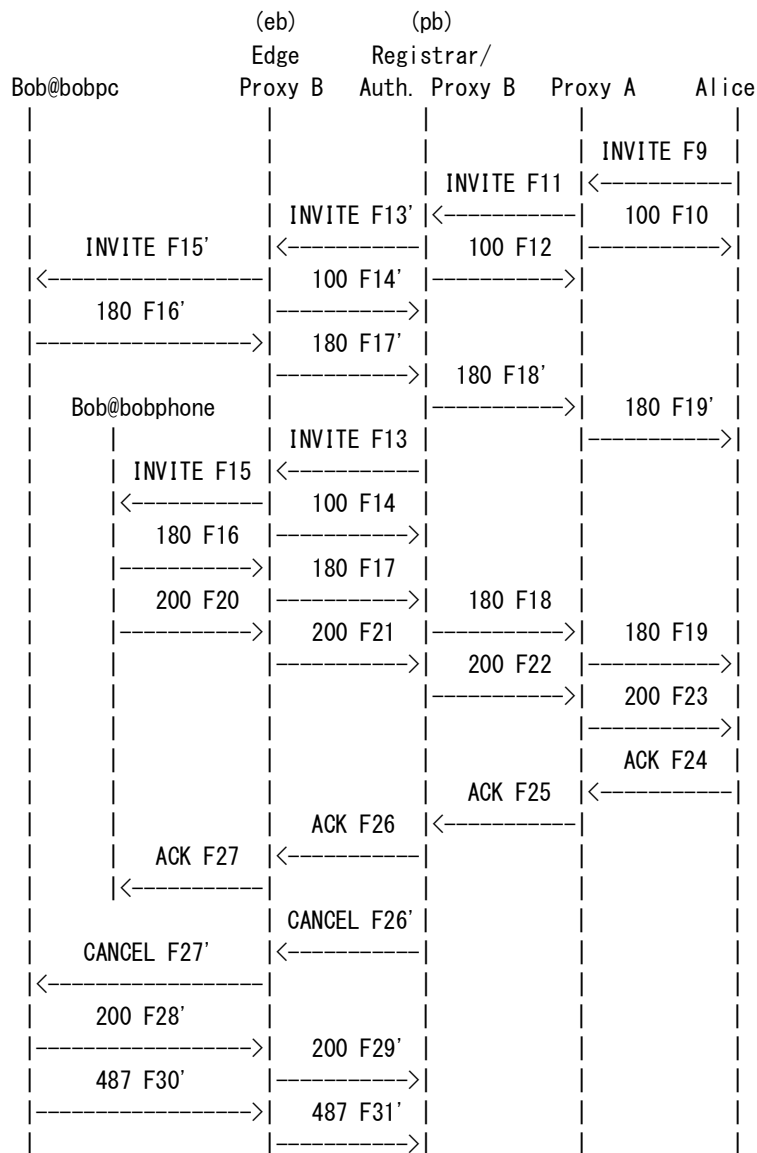 (eb) (pb)
Edge Registrar/
Bob@bobpc Proxy B Auth. Proxy B Proxy A Alice
INVITE F9
INVITE F11
INVITE F13' 100 F10
INVITE F15' 100 F12
100 F14'
180 F16'
180 F17'
180 F18'
Bob@bobphone 180 F19'
INVITE F13
INVITE F15
100 F14
180 F16
180 F17
200 F20 180 F18
200 F21 180 F19
200 F22
200 F23
ACK F24
ACK F25
ACK F26
ACK F27
CANCEL F26'
CANCEL F27'
200 F28'
200 F29'
487 F30'
487 F31'